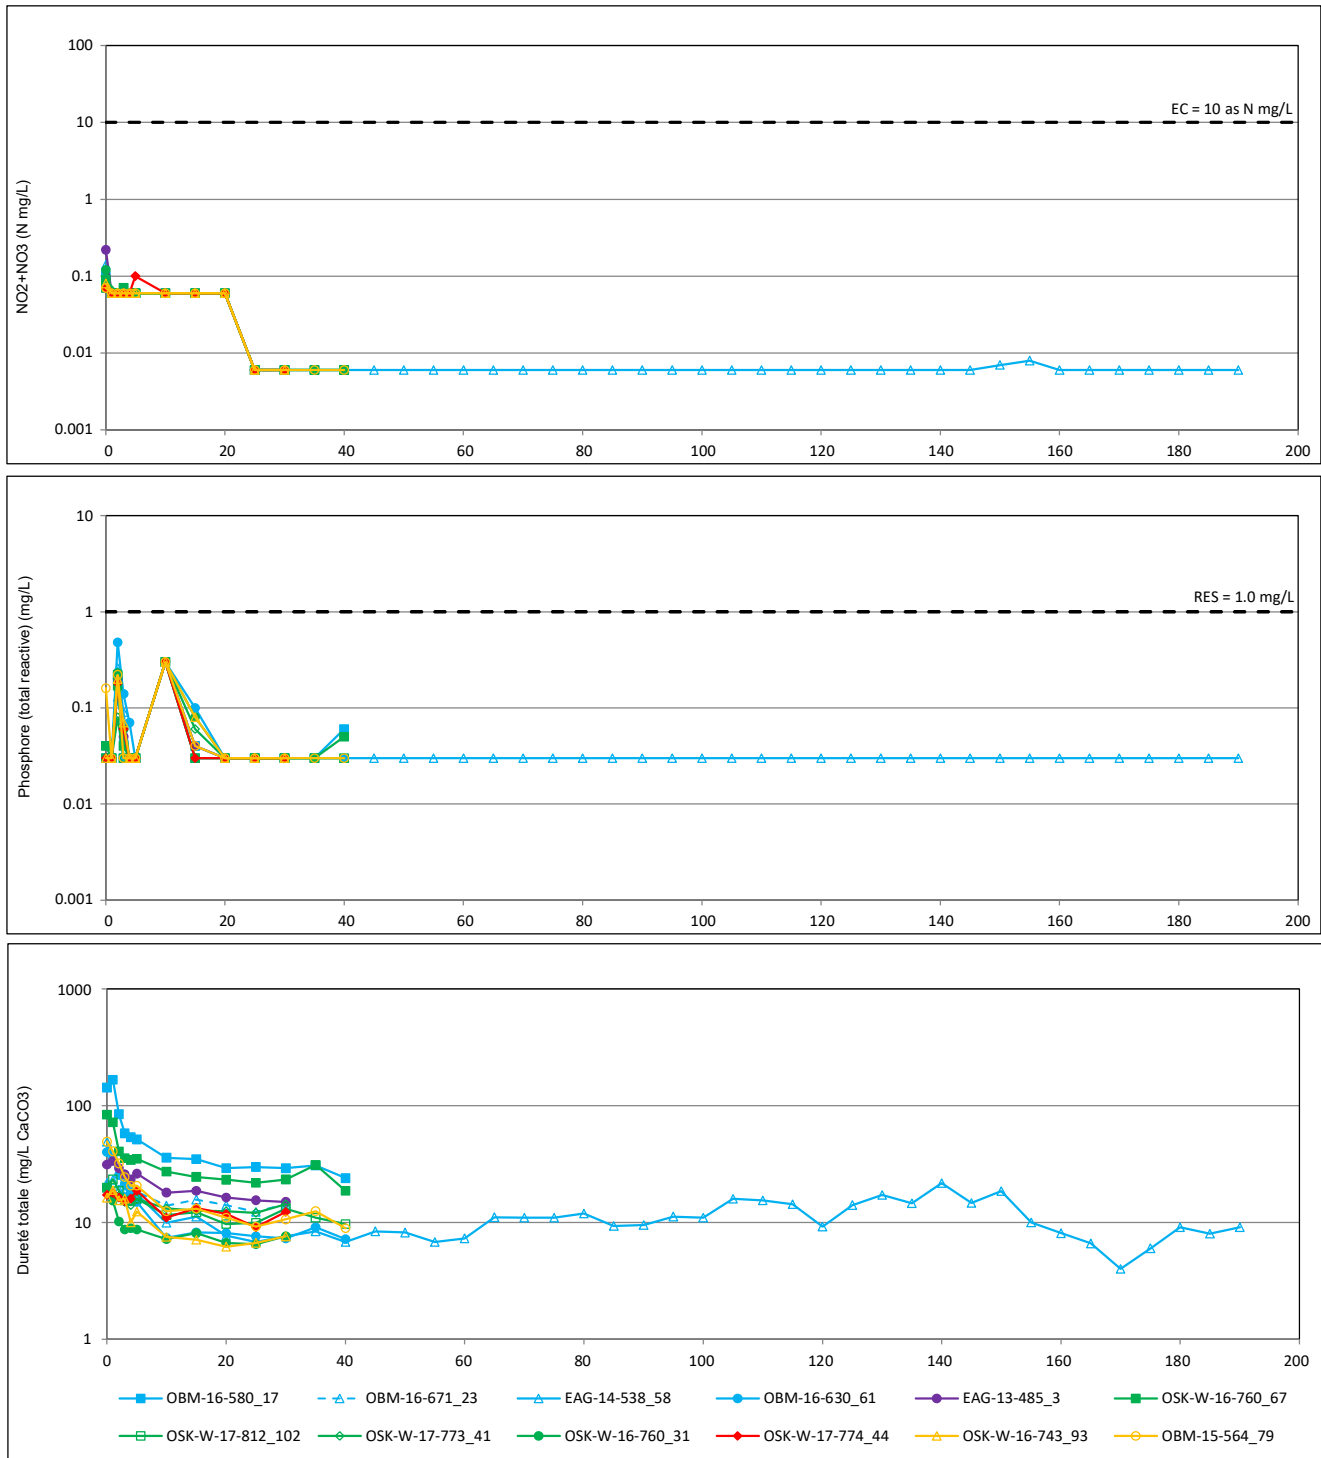 100
10
1
0.1
0.01
0.001
NO2+NO3 (N mg/L)
EC = 10 as N mg/L
0 20 40 60 80 100 120 140 160 180 200
10
1
0.1
0.01
0.001
Phosphore (total reactive) (mg/L)
RES = 1.0 mg/L
0 20 40 60 80 100 120 140 160 180 200
1000
100
10
1
Dureté totale (mg/L CaCO3)
0 20 40 60 80 100 120 140 160 180 200
OBM-16-580_17 OBM-16-671_23 EAG-14-538_58 OBM-16-630_61 EAG-13-485_3 OSK-W-16-760_67
OSK-W-17-812_102 OSK-W-17-773_41 OSK-W-16-760_31 OSK-W-17-774_44 OSK-W-16-743_93 OBM-15-564_79